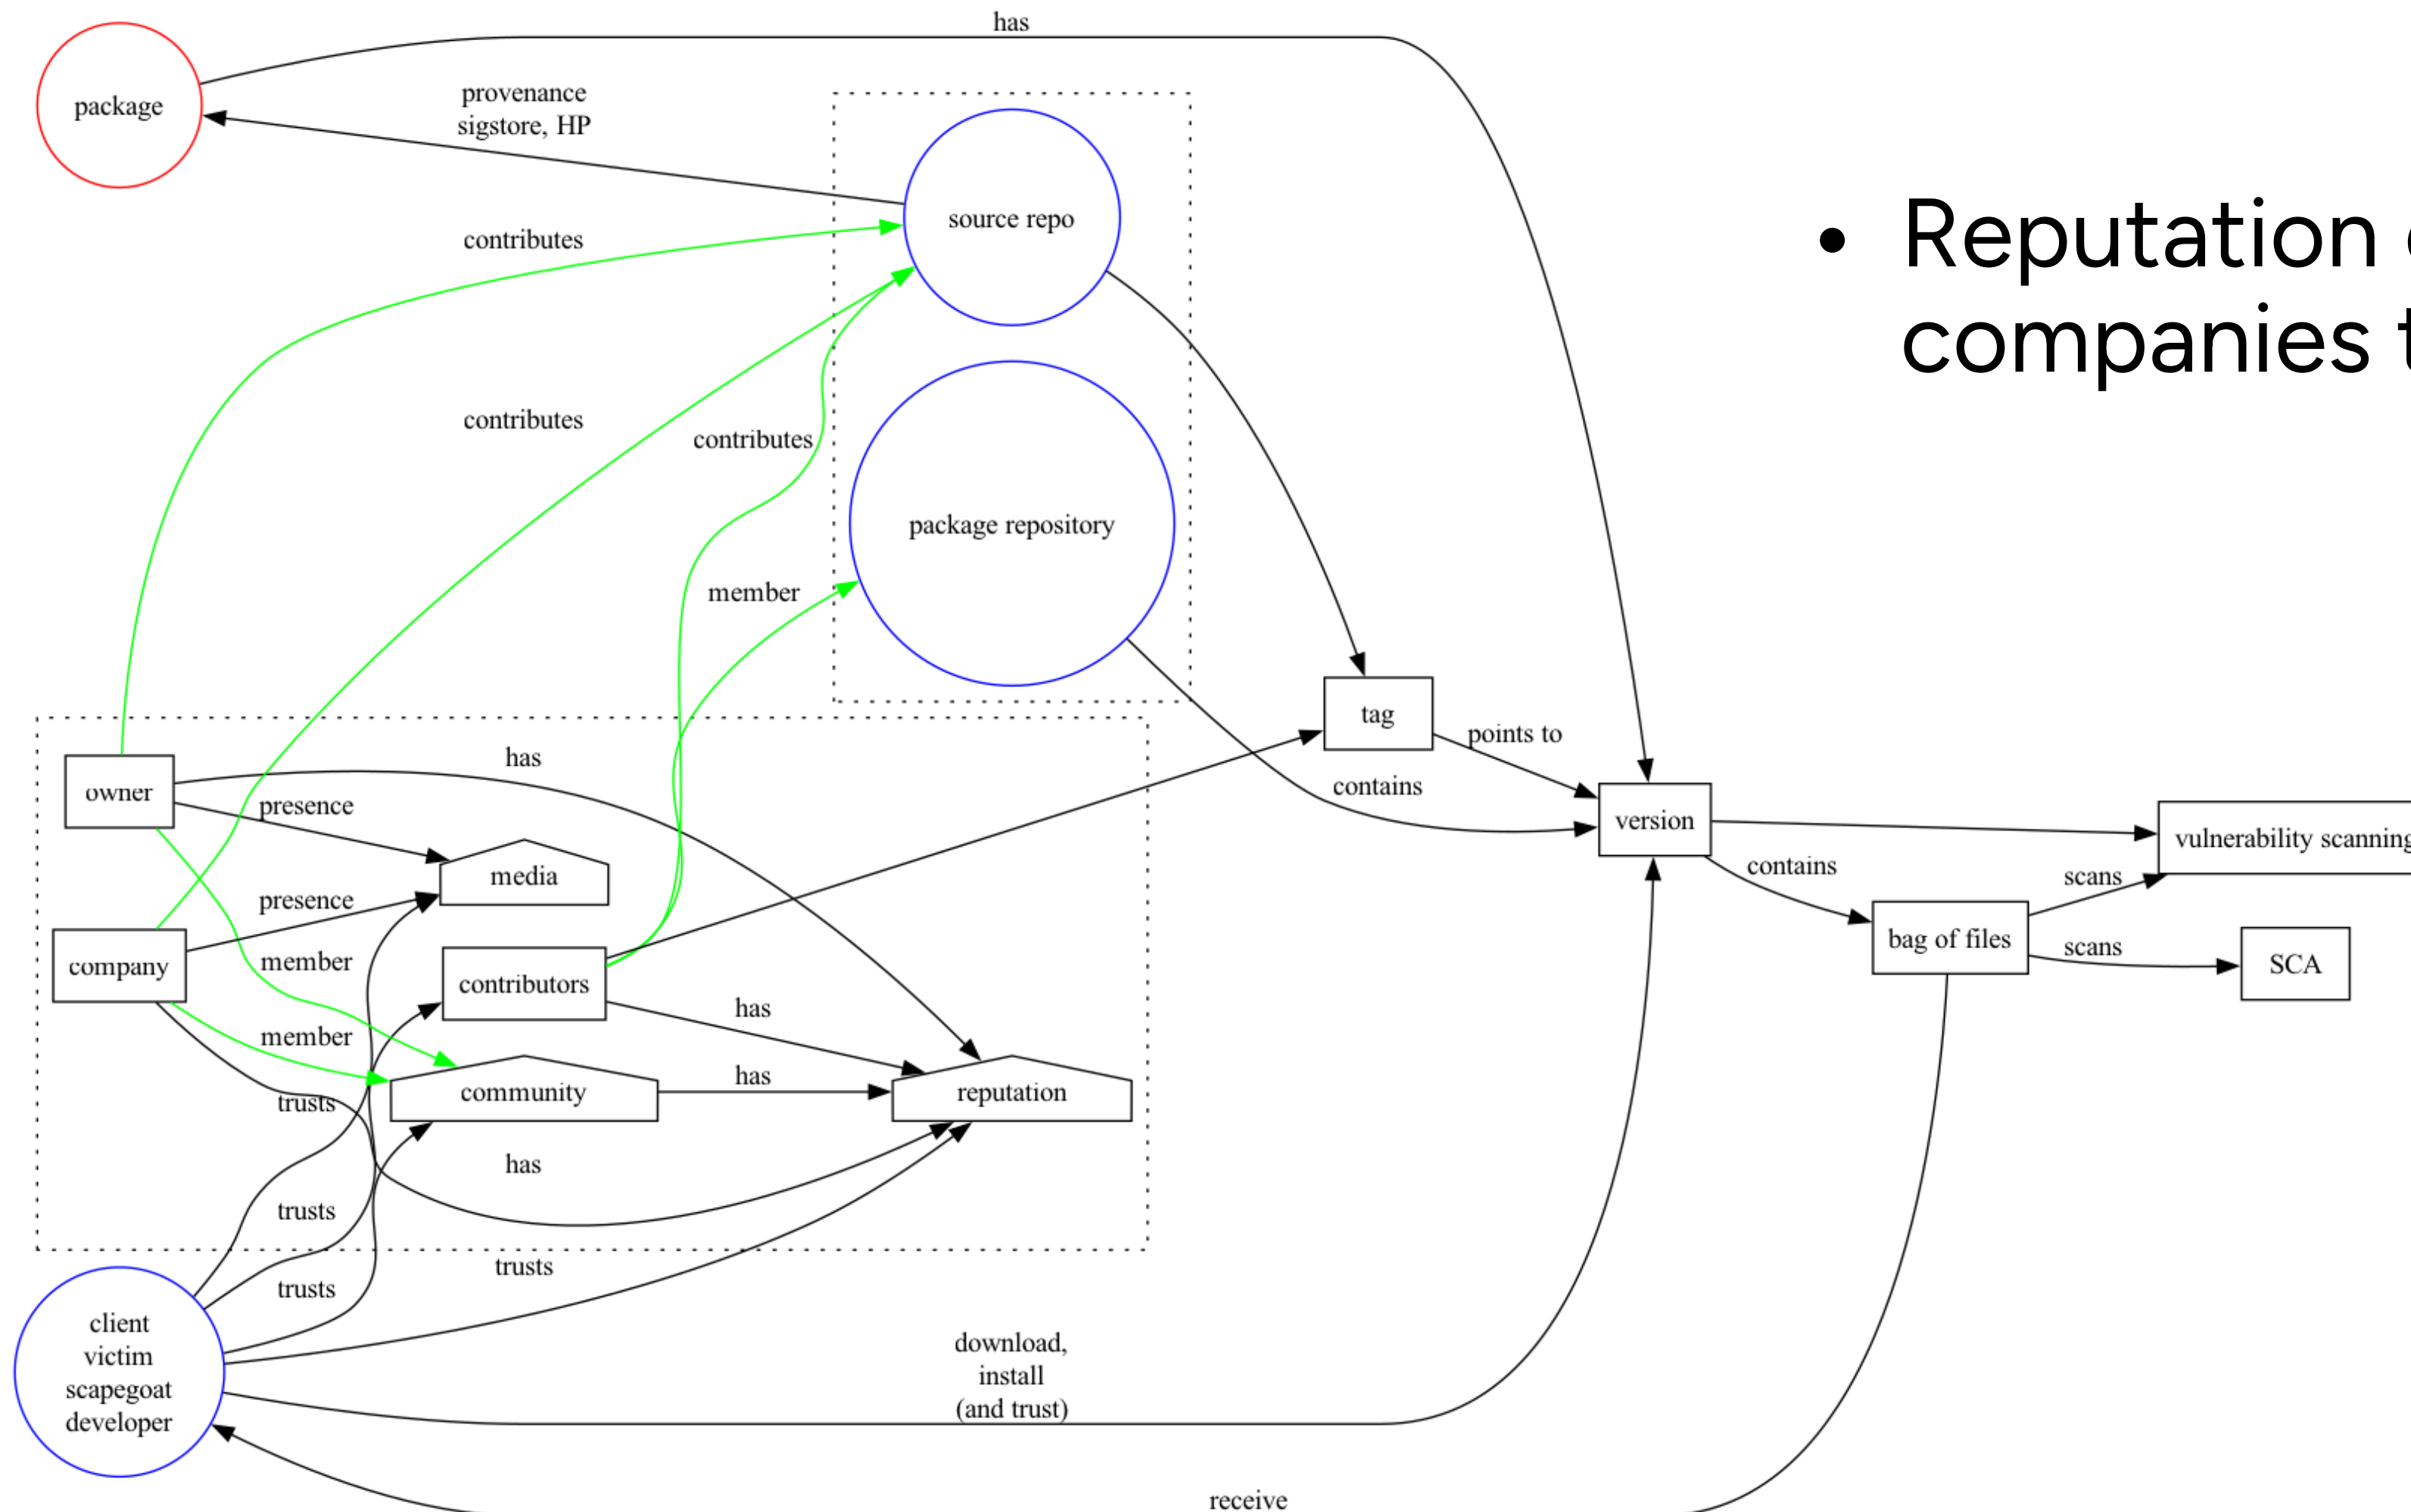 has
package
provenance
sigstore, HP
source repo
• Reputation
companies
contributes
contributes
contributes
package repository
member
tag
points to
has
owner
presence
contains
version
vulnerability scanning
media
contains
scans
presence
bag of files
company
member
contributors
scans
SCA
has
member
community
has
reputation
trusts
has
trusts
trusts
trusts
client
victim
scapegoat
developer
download,
install
(and trust)
receive